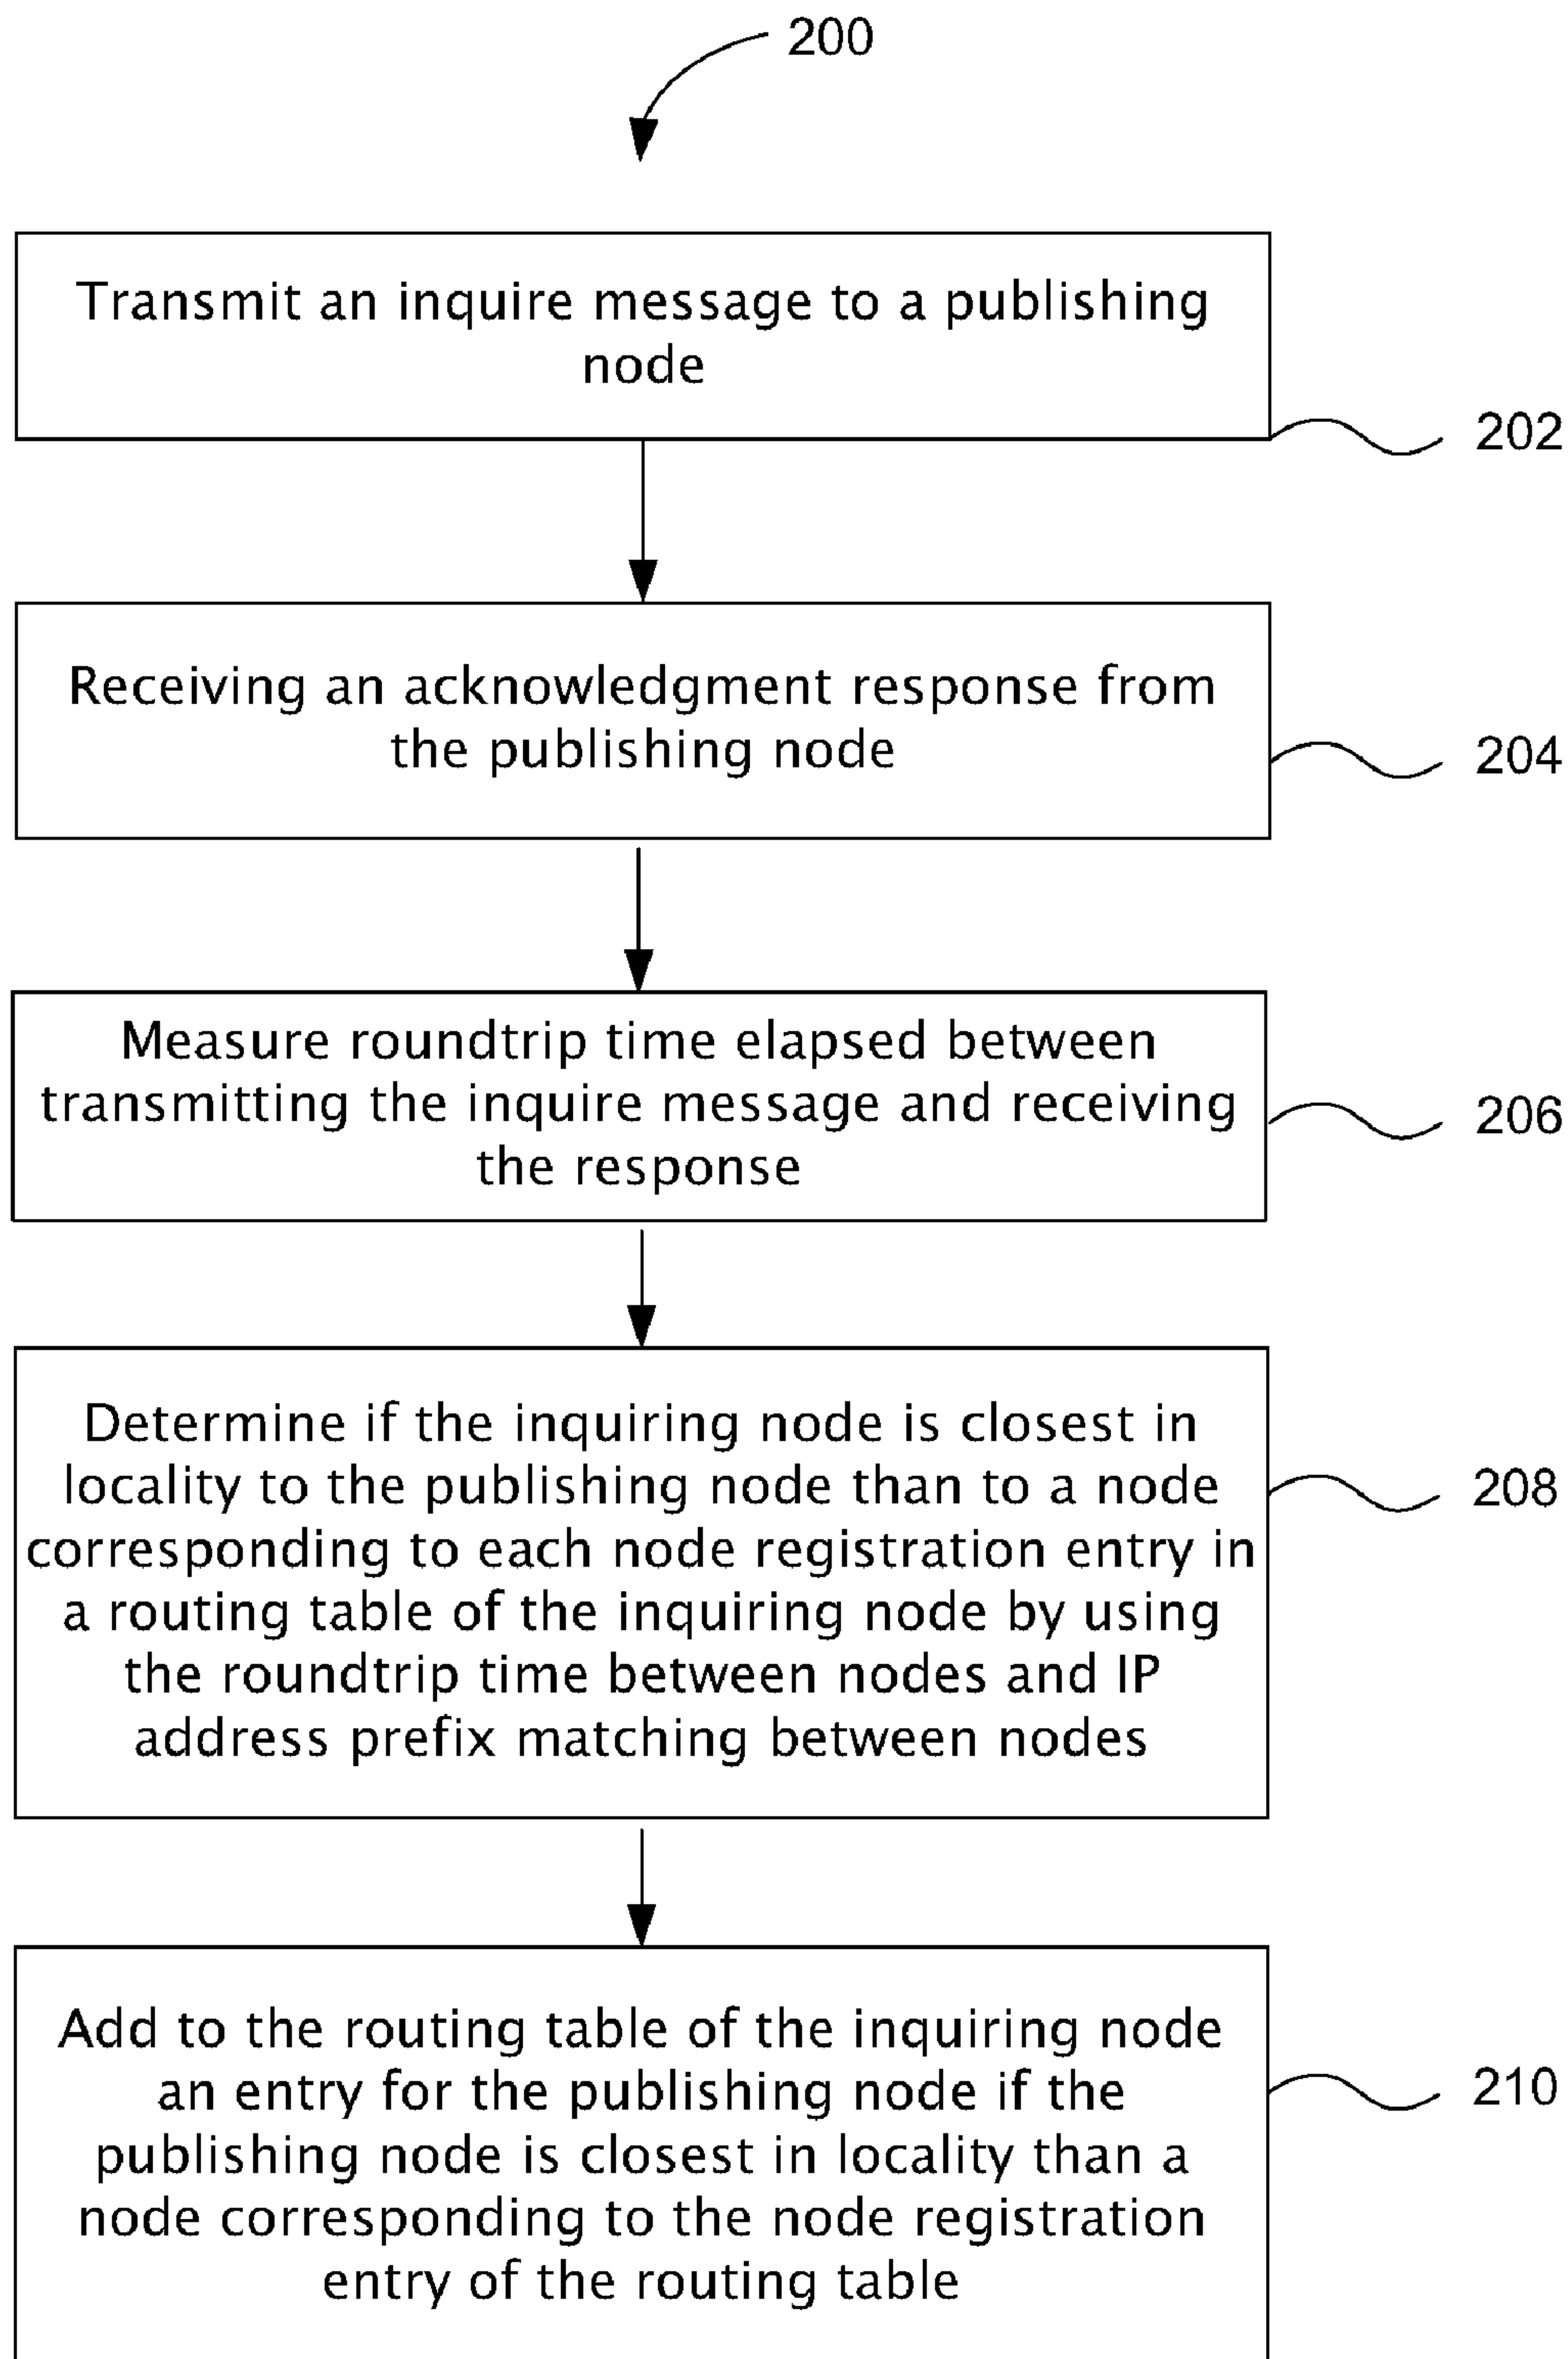 200
Transmit an inquire message to a publishing
node
202
Receiving an acknowledgment response from
the publishing node
204
Measure roundtrip time elapsed between
transmitting the inquire message and receiving
the response
206
Determine if the inquiring node is closest in
locality to the publishing node than to a node
corresponding to each node registration entry in
a routing table of the inquiring node by using
the roundtrip time between nodes and IP
address prefix matching between nodes
208
Add to the routing table of the inquiring node
an entry for the publishing node if the
publishing node is closest in locality than a
node corresponding to the node registration
entry of the routing table
210